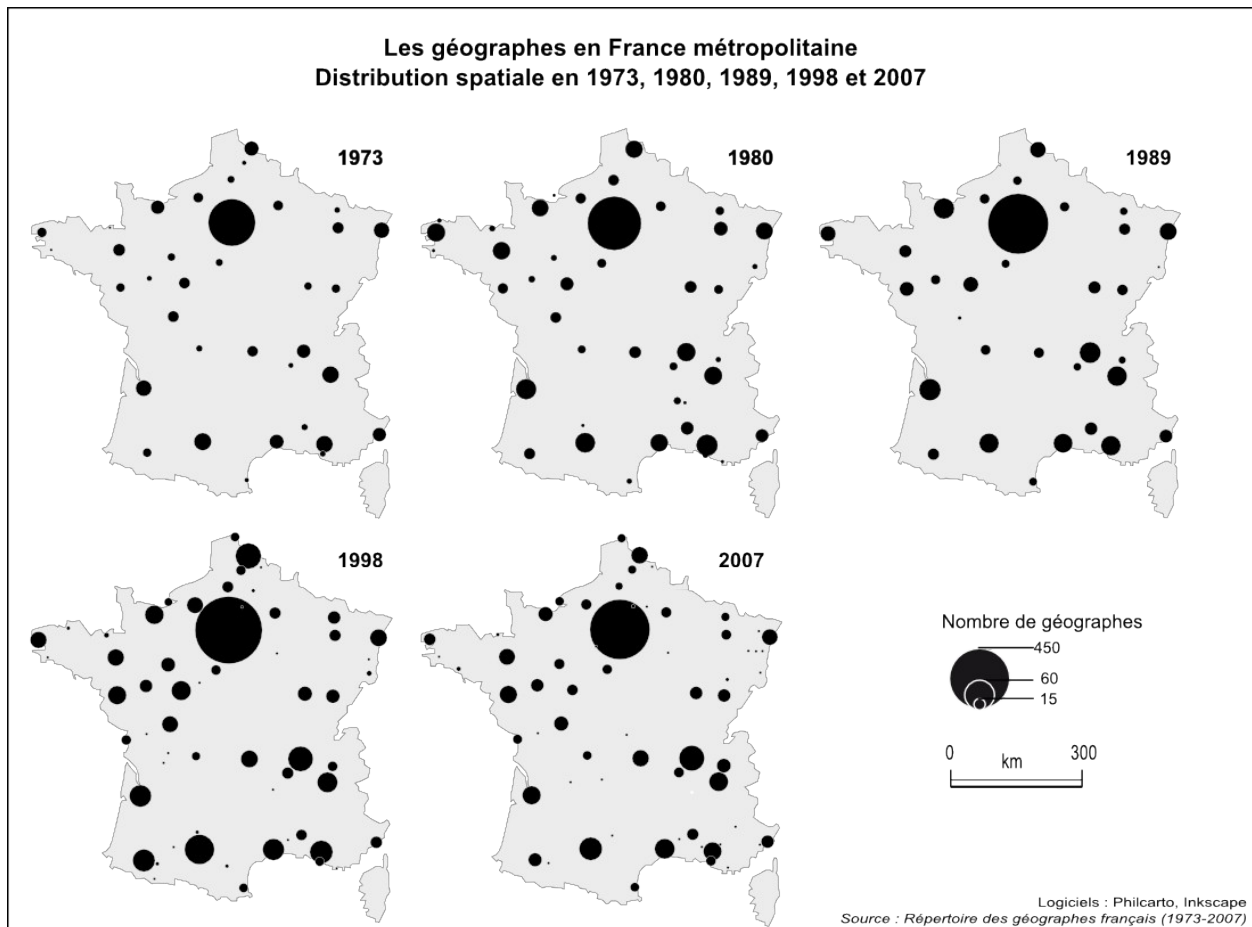 Les géographes en France métropolitaine
Distribution spatiale en 1973, 1980, 1989, 1998 et 2007
1973
1980
1989
1998
2007
Nombre de géographes
450
60
15
0 300
km
Logiciels : Philcarto, Inkscape
Source : Répertoire des géographes français (1973-2007)